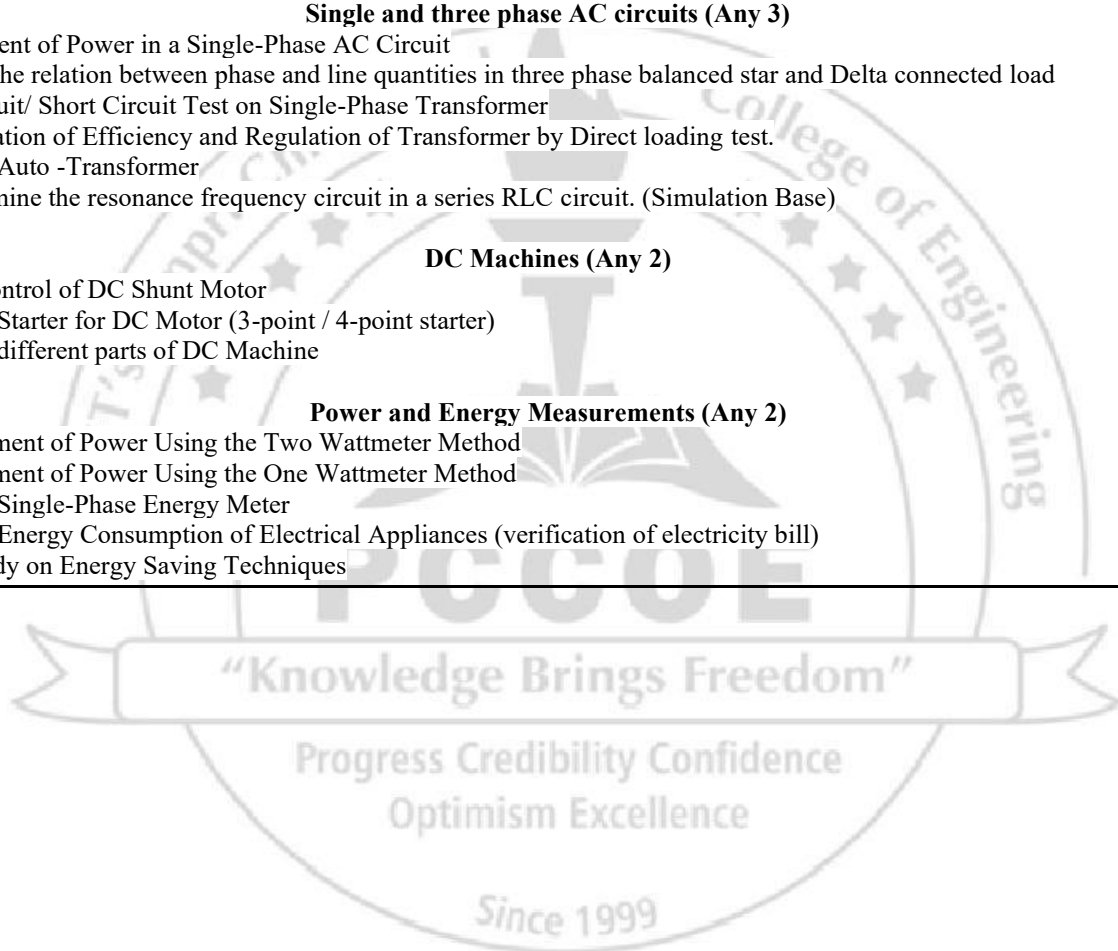 Single and three phase AC circuits (Any 3)
ent of Power in a Single-Phase AC Circuit
he relation between phase and line quantities in three phase balanced star and Delta connected load
uit/ Short Circuit Test on Single-Phase Transformer
ation of Efficiency and Regulation of Transformer by Direct loading test.
Auto -Transformer
mine the resonance frequency circuit in a series RLC circuit. (Simulation Base)
DC Machines (Any 2)
ontrol of DC Shunt Motor
Starter for DC Motor (3-point / 4-point starter)
different parts of DC Machine
Power and Energy Measurements (Any 2)
ment of Power Using the Two Wattmeter Method
ment of Power Using the One Wattmeter Method
Single-Phase Energy Meter
Energy Consumption of Electrical Appliances (verification of electricity bill)
dy on Energy Saving Techniques
College of Engineering
PCCOE
"Knowledge Brings Freedom"
Progress Credibility Confidence
Optimism Excellence
Since 1999